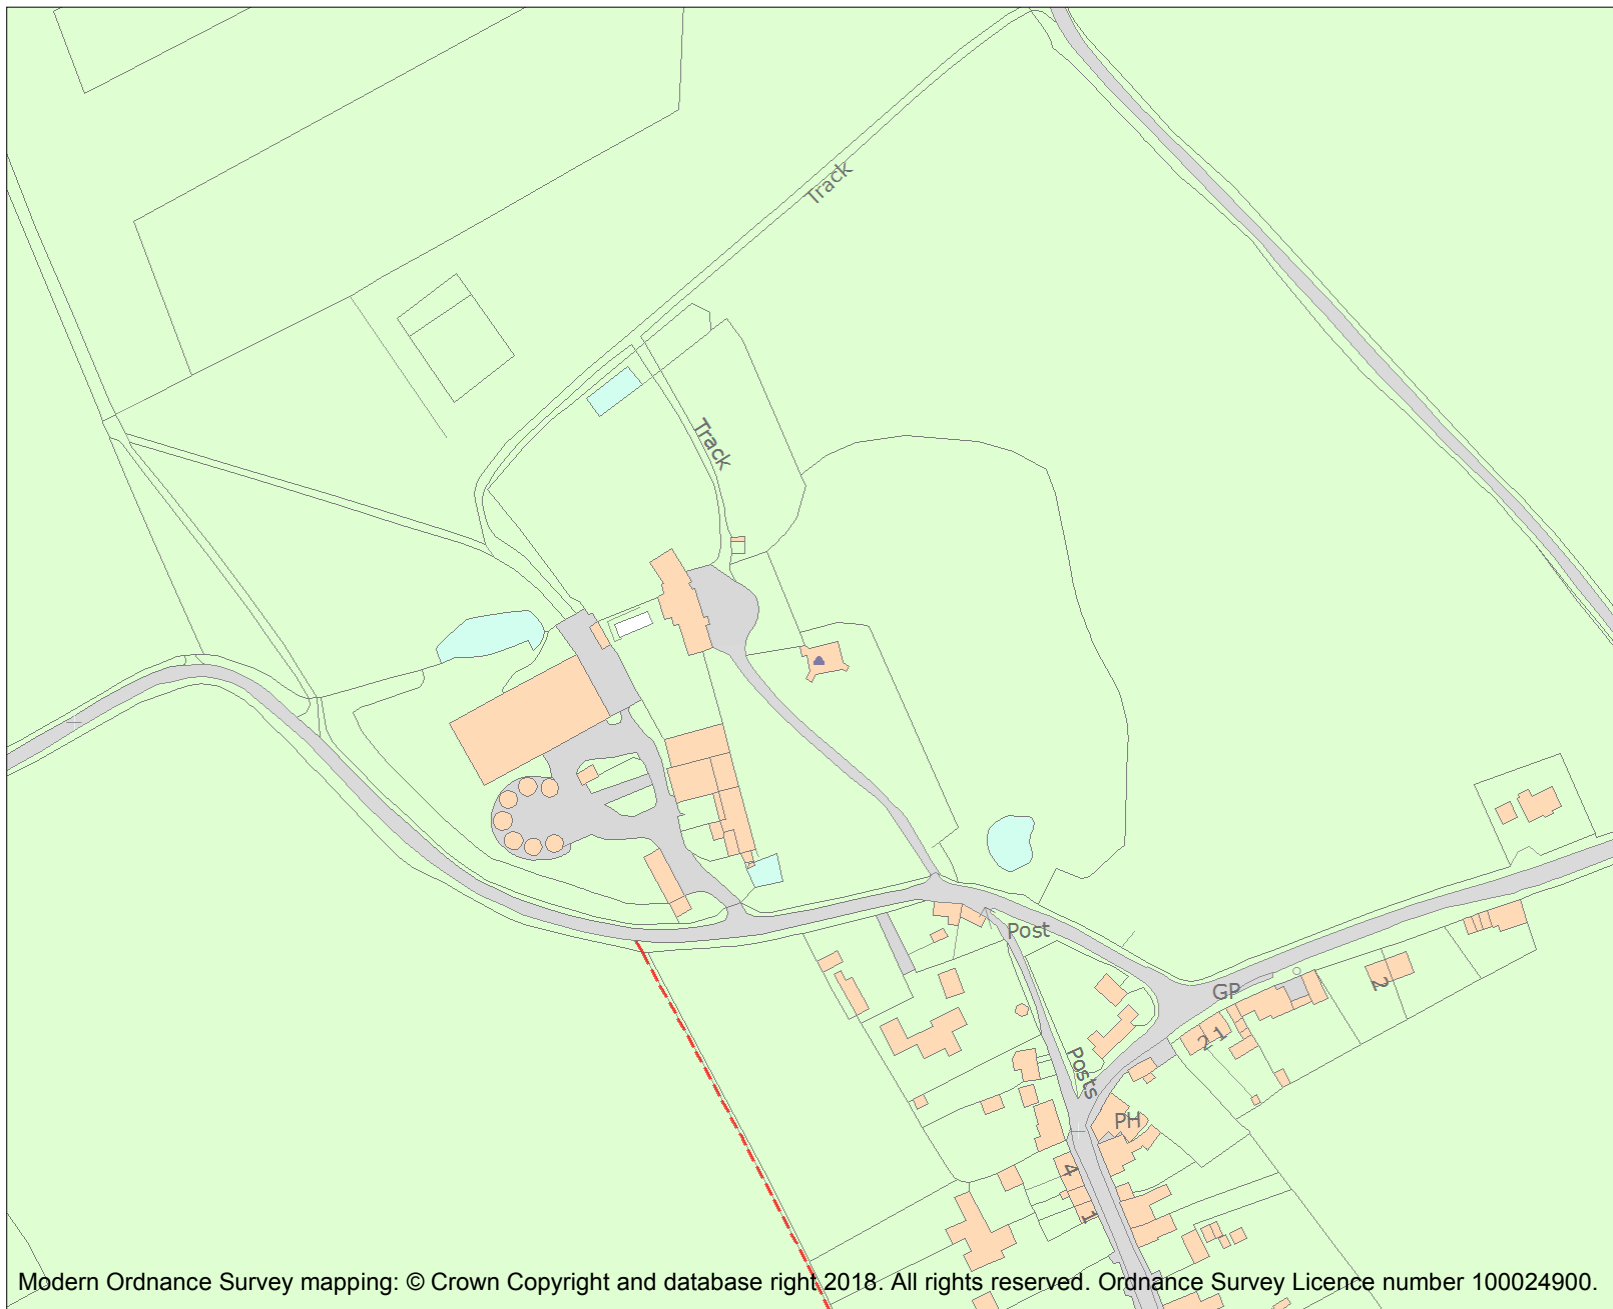 Track
Track
Post
GP
2
2 1
Posts
PH
4
1
Modern Ordnance Survey mapping: © Crown Copyright and database right 2018. All rights reserved. Ordnance Survey Licence number 100024900.